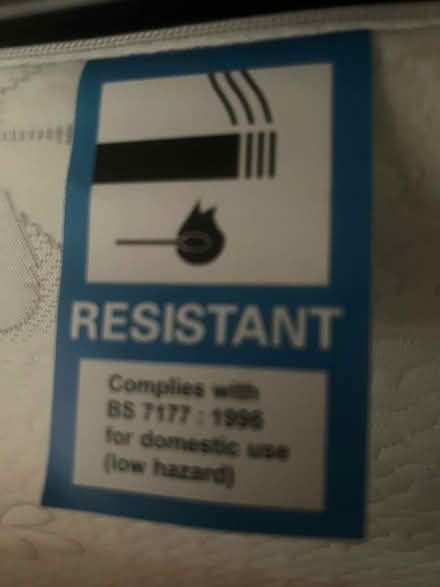 RESISTANT
Complies with
BS 7177 : 1996
for domestic use
(low hazard)